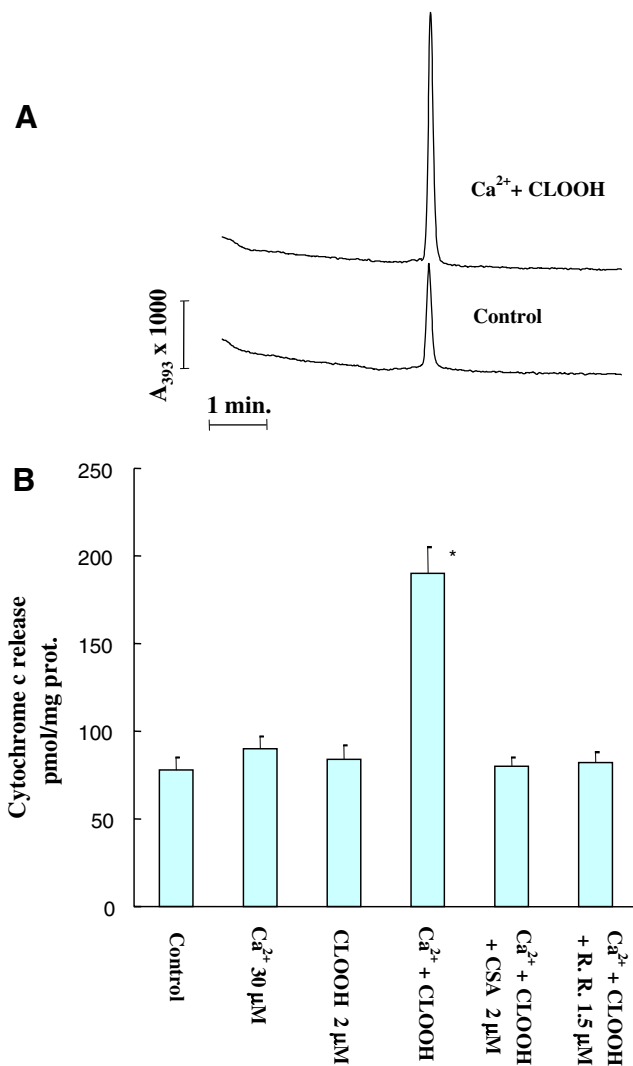 A
Ca²⁺+ CLOOH
Control
A₃₉₃ x 1000
1 min.
B
Cytochrome c release
pmol/mg prot.
250
200
150
100
50
0
*
Control
Ca²⁺ 30 µM
CLOOH 2 µM
Ca²⁺ + CLOOH
Ca²⁺ + CLOOH
+ CSA 2 µM
Ca²⁺ + CLOOH
+ R. R. 1.5 µM